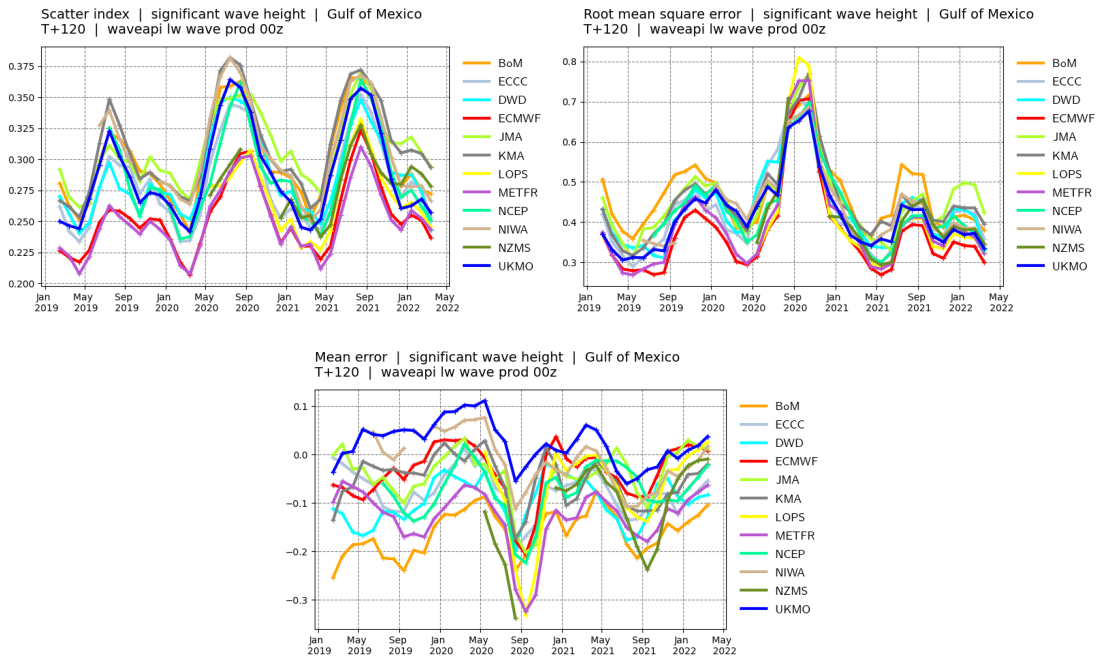 Scatter index | significant wave height | Gulf of Mexico
T+120 | waveapi lw wave prod 00z
0.375
0.350
0.325
0.300
0.275
0.250
0.225
0.200
Jan 2019
May 2019
Sep 2019
Jan 2020
May 2020
Sep 2020
Jan 2021
May 2021
Sep 2021
Jan 2022
May 2022
BoM
ECCC
DWD
ECMWF
JMA
KMA
LOPS
METFR
NCEP
NIWA
NZMS
UKMO
Root mean square error | significant wave height | Gulf of Mexico
T+120 | waveapi lw wave prod 00z
0.8
0.7
0.6
0.5
0.4
0.3
Jan 2019
May 2019
Sep 2019
Jan 2020
May 2020
Sep 2020
Jan 2021
May 2021
Sep 2021
Jan 2022
May 2022
BoM
ECCC
DWD
ECMWF
JMA
KMA
LOPS
METFR
NCEP
NIWA
NZMS
UKMO
Mean error | significant wave height | Gulf of Mexico
T+120 | waveapi lw wave prod 00z
0.1
0.0
−0.1
−0.2
−0.3
Jan 2019
May 2019
Sep 2019
Jan 2020
May 2020
Sep 2020
Jan 2021
May 2021
Sep 2021
Jan 2022
May 2022
BoM
ECCC
DWD
ECMWF
JMA
KMA
LOPS
METFR
NCEP
NIWA
NZMS
UKMO